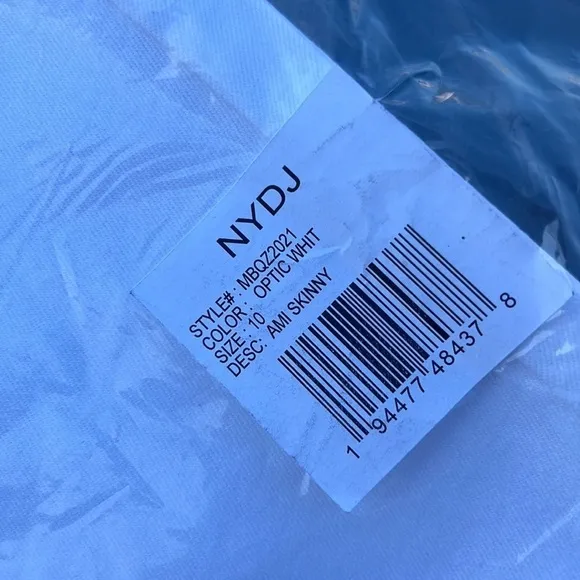 NYDJ
STYLE#: MBQZ2021
COLOR : OPTIC WHIT
SIZE : 10
DESC: AMI SKINNY
1 94477 48437 8